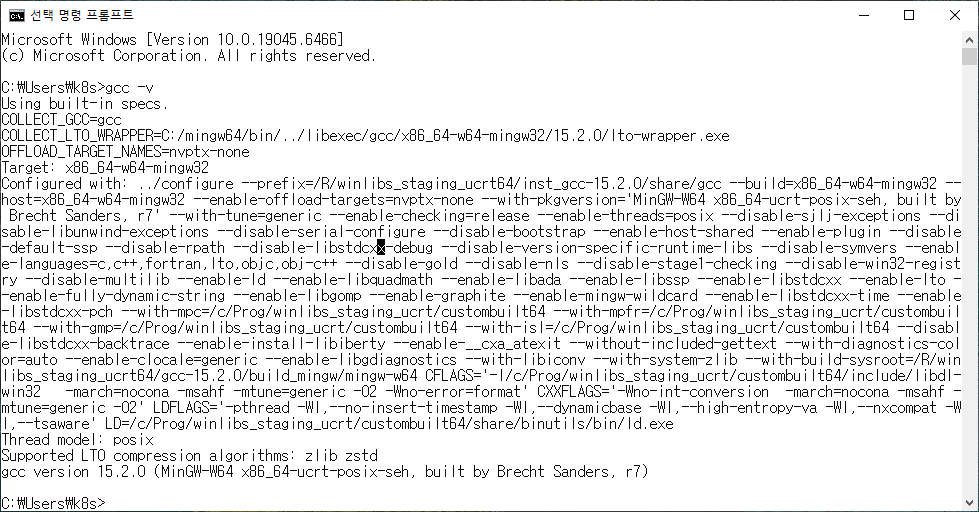 선택 명령 프롬프트
Microsoft Windows [Version 10.0.19045.6466]
(c) Microsoft Corporation. All rights reserved.
C:₩Users₩k8s>gcc -v
Using built-in specs.
COLLECT_GCC=gcc
COLLECT_LTO_WRAPPER=C:/mingw64/bin/../libexec/gcc/x86_64-w64-mingw32/15.2.0/lto-wrapper.exe
OFFLOAD_TARGET_NAMES=nvptx-none
Target: x86_64-w64-mingw32
Configured with: ../configure --prefix=/R/winlibs_staging_ucrt64/inst_gcc-15.2.0/share/gcc --build=x86_64-w64-mingw32 --
host=x86_64-w64-mingw32 --enable-offload-targets=nvptx-none --with-pkgversion='MinGW-W64 x86_64-ucrt-posix-seh, built by
 Brecht Sanders, r7' --with-tune=generic --enable-checking=release --enable-threads=posix --disable-sjlj-exceptions --di
sable-libunwind-exceptions --disable-serial-configure --disable-bootstrap --enable-host-shared --enable-plugin --disable
-default-ssp --disable-rpath --disable-libstdcxx-debug --disable-version-specific-runtime-libs --disable-symvers --enabl
e-languages=c,c++,fortran,lto,objc,obj-c++ --disable-gold --disable-nls --disable-stage1-checking --disable-win32-regist
ry --disable-multilib --enable-ld --enable-libquadmath --enable-libada --enable-libssp --enable-libstdcxx --enable-lto -
-enable-fully-dynamic-string --enable-libgomp --enable-graphite --enable-mingw-wildcard --enable-libstdcxx-time --enable
-libstdcxx-pch --with-mpc=/c/Prog/winlibs_staging_ucrt/custombuilt64 --with-mpfr=/c/Prog/winlibs_staging_ucrt/custombuil
t64 --with-gmp=/c/Prog/winlibs_staging_ucrt/custombuilt64 --with-isl=/c/Prog/winlibs_staging_ucrt/custombuilt64 --disabl
e-libstdcxx-backtrace --enable-install-libiberty --enable-__cxa_atexit --without-included-gettext --with-diagnostics-col
or=auto --enable-clocale=generic --enable-libgdiagnostics --with-libiconv --with-system-zlib --with-build-sysroot=/R/win
libs_staging_ucrt64/gcc-15.2.0/build_mingw/mingw-w64 CFLAGS='-I/c/Prog/winlibs_staging_ucrt/custombuilt64/include/libdl-
win32   -march=nocona -msahf -mtune=generic -O2 -Wno-error=format' CXXFLAGS='-Wno-int-conversion  -march=nocona -msahf -
mtune=generic -O2' LDFLAGS='-pthread -Wl,--no-insert-timestamp -Wl,--dynamicbase -Wl,--high-entropy-va -Wl,--nxcompat -W
l,--tsaware' LD=/c/Prog/winlibs_staging_ucrt/custombuilt64/share/binutils/bin/ld.exe
Thread model: posix
Supported LTO compression algorithms: zlib zstd
gcc version 15.2.0 (MinGW-W64 x86_64-ucrt-posix-seh, built by Brecht Sanders, r7)
C:₩Users₩k8s>